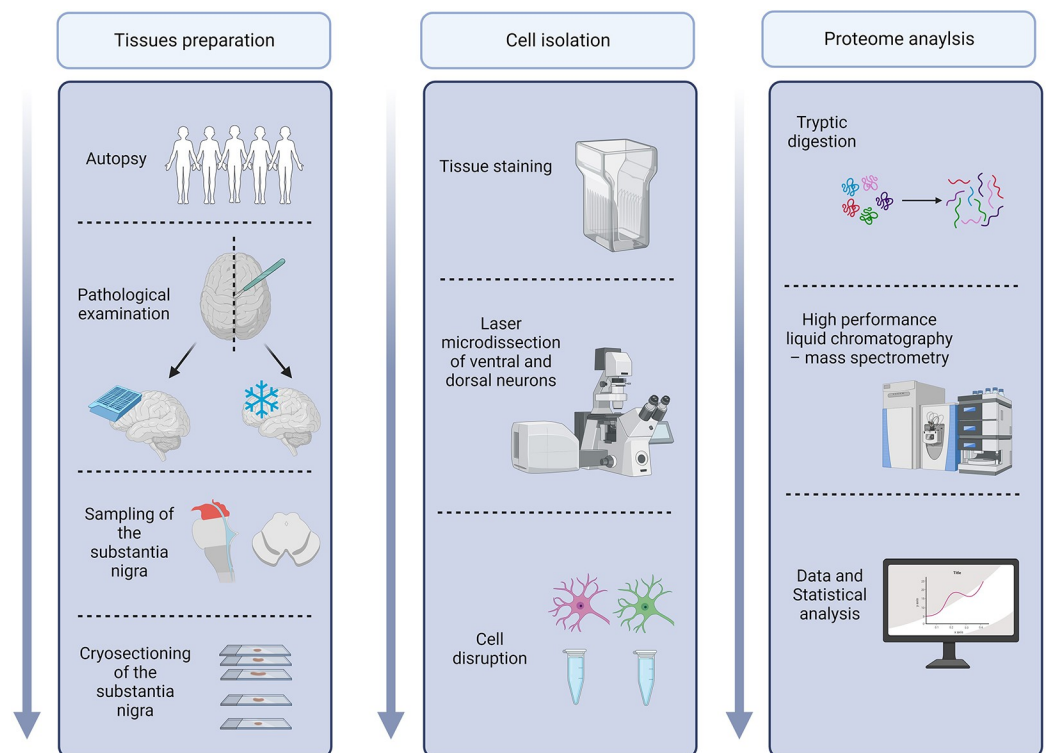 Tissues preparation
Autopsy
Pathological
examination
Sampling of
the
substantia
nigra
Cryosectioning
of the
substantia
nigra
Cell isolation
Tissue staining
Laser
microdissection
of ventral and
dorsal neurons
Cell
disruption
Proteome anaylsis
Tryptic
digestion
High performance
liquid chromatography
– mass spectrometry
Data and
Statistical
analysis
Title